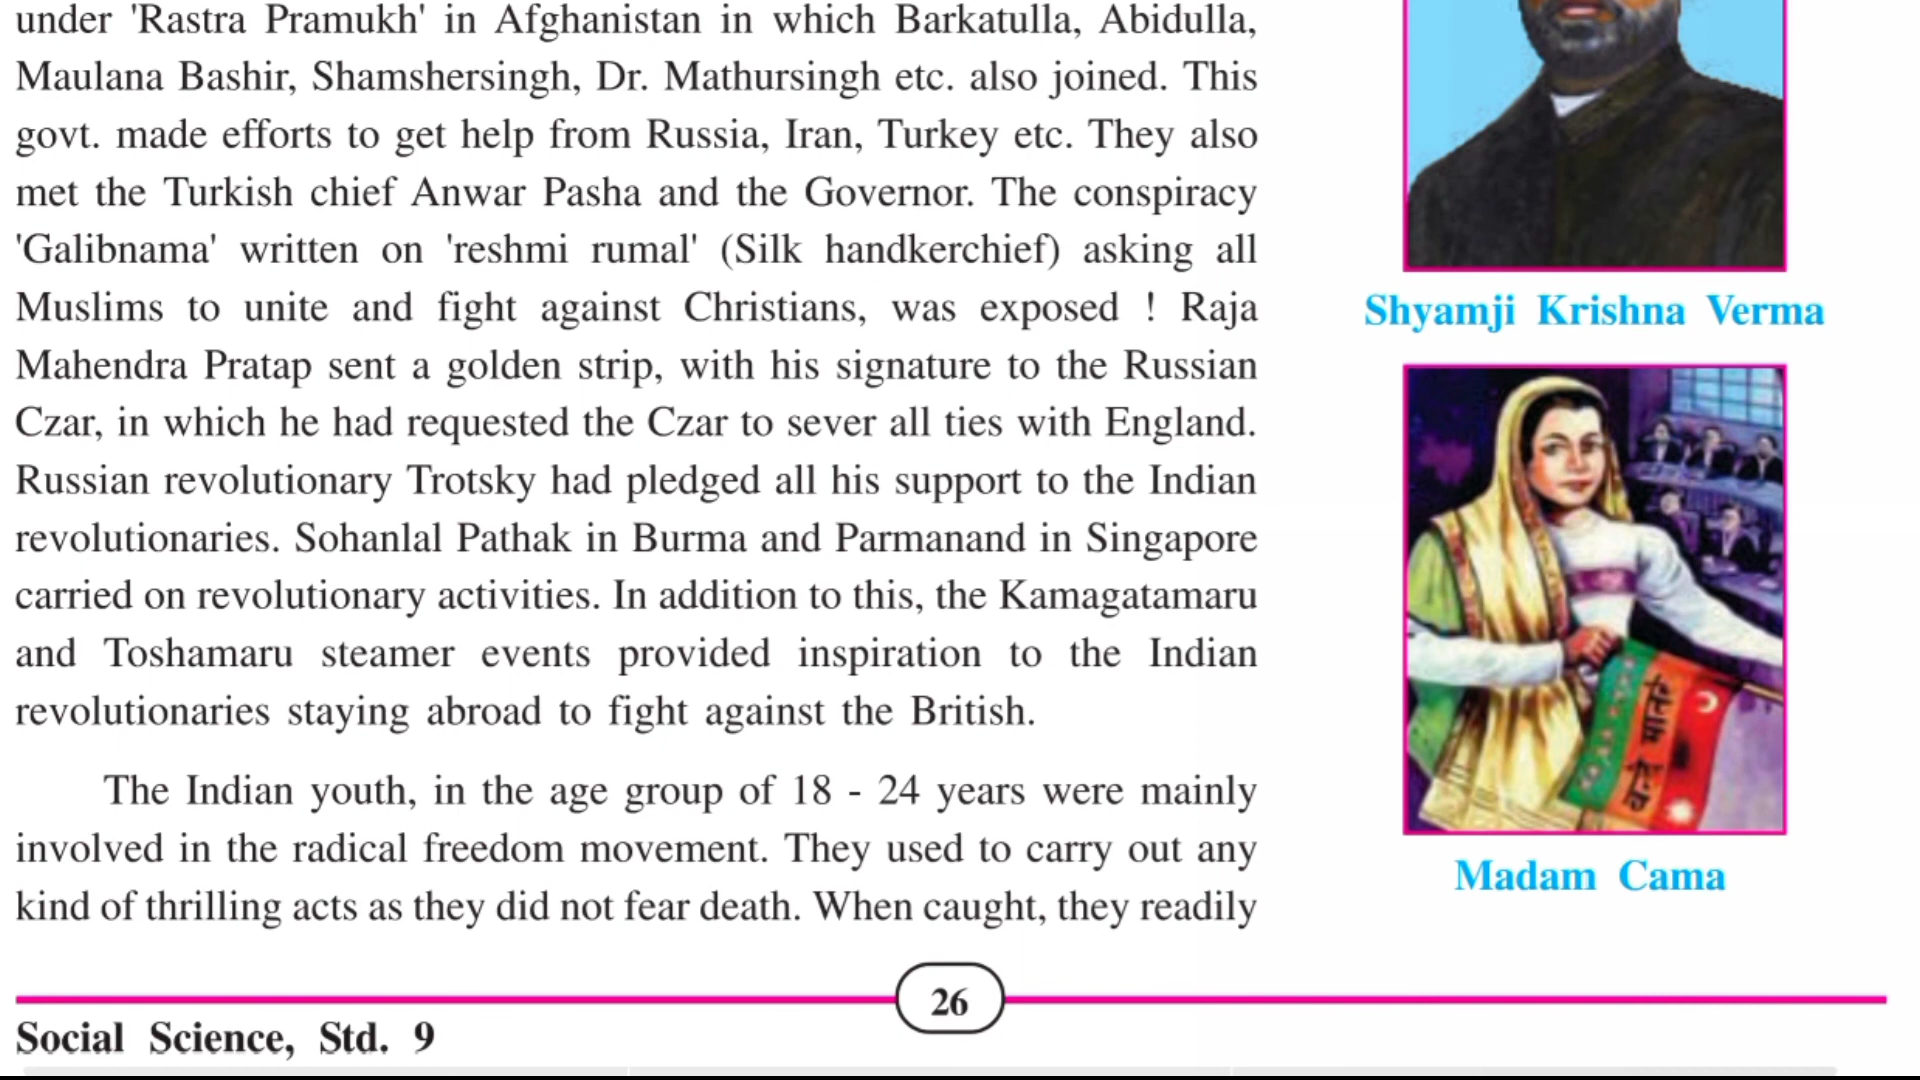 under 'Rastra Pramukh' in Afghanistan in which Barkatulla, Abidulla,
Maulana Bashir, Shamshersingh, Dr. Mathursingh etc. also joined. This
govt. made efforts to get help from Russia, Iran, Turkey etc. They also
met the Turkish chief Anwar Pasha and the Governor. The conspiracy
'Galibnama' written on 'reshmi rumal' (Silk handkerchief) asking all
Muslims to unite and fight against Christians, was exposed ! Raja
Mahendra Pratap sent a golden strip, with his signature to the Russian
Czar, in which he had requested the Czar to sever all ties with England.
Russian revolutionary Trotsky had pledged all his support to the Indian
revolutionaries. Sohanlal Pathak in Burma and Parmanand in Singapore
carried on revolutionary activities. In addition to this, the Kamagatamaru
and Toshamaru steamer events provided inspiration to the Indian
revolutionaries staying abroad to fight against the British.
The Indian youth, in the age group of 18 - 24 years were mainly
involved in the radical freedom movement. They used to carry out any
kind of thrilling acts as they did not fear death. When caught, they readily
Shyamji Krishna Verma
वन्दे मातरं
Madam Cama
26
Social Science, Std. 9